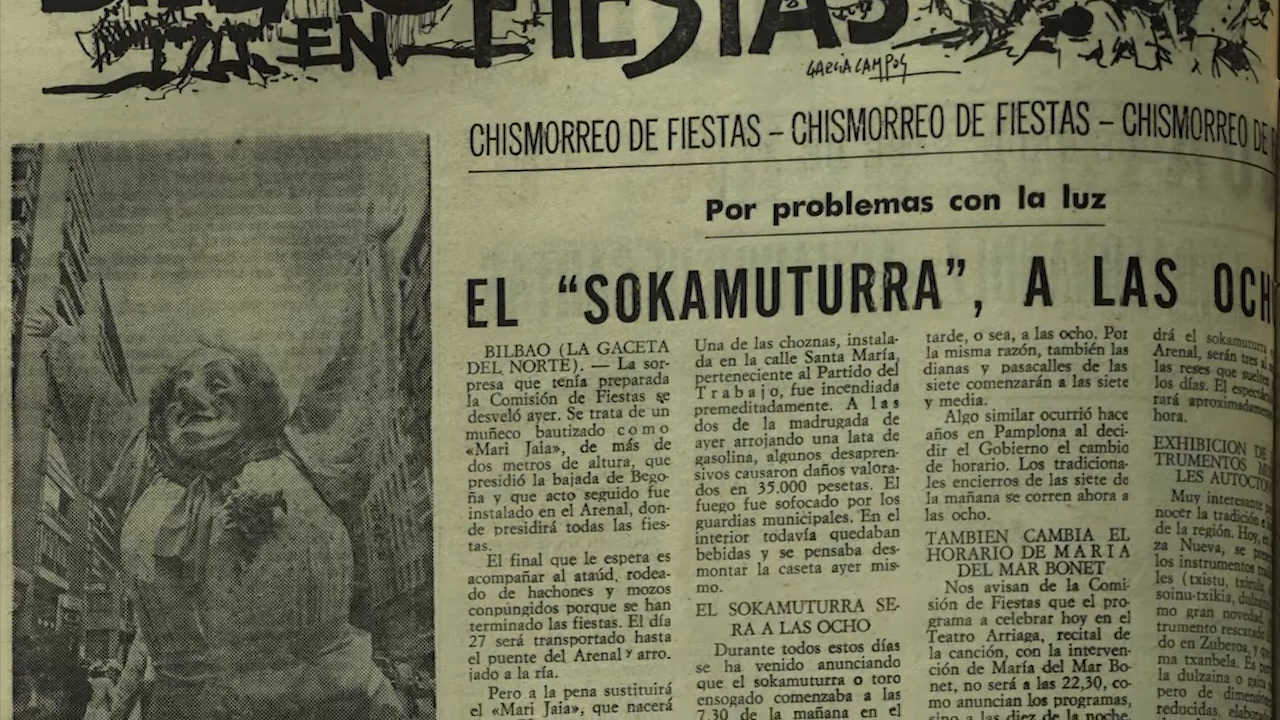 EN FIESTAS
GARCIA CAMPOS
CHISMORREO DE FIESTAS – CHISMORREO DE FIESTAS – CHISMORREO DE
Por problemas con la luz
EL “SOKAMUTURRA”, A LAS OCH
BILBAO (LA GACETA
DEL NORTE). — La sor-
presa que tenía preparada
la Comisión de Fiestas se
desveló ayer. Se trata de un
muñeco bautizado como
«Mari Jaia», de más de
dos metros de altura, que
presidió la bajada de Bego-
ña y que acto seguido fue
instalado en el Arenal, don-
de presidirá todas las fies-
tas.
El final que le espera es
acompañar al ataúd, rodea-
do de hachones y mozos
conpúngidos porque se han
terminado las fiestas. El día
27 será transportado hasta
el puente del Arenal y arro-
jado a la ría.
Pero a la pena sustituirá
el «Mari Jaia», que nacerá
Una de las choznas, instala-
da en la calle Santa María,
perteneciente al Partido del
Trabajo, fue incendiada
premeditadamente. A las
dos de la madrugada de
ayer arrojando una lata de
gasolina, algunos desapren-
sivos causaron daños valora-
dos en 35.000 pesetas. El
fuego fue sofocado por los
guardias municipales. En el
interior todavía quedaban
bebidas y se pensaba des-
montar la caseta ayer mis-
mo.
EL SOKAMUTURRA SE-
RA A LAS OCHO
Durante todos estos días
se ha venido anunciando
que el sokamuturra o toro
ensogado comenzaba a las
7,30 de la mañana en el
tarde, o sea, a las ocho. Por
la misma razón, también las
dianas y pasacalles de las
siete comenzarán a las siete
y media.
Algo similar ocurrió hace
años en Pamplona al deci-
dir el Gobierno el cambio
de horario. Los tradiciona-
les encierros de las siete de
la mañana se corren ahora a
las ocho.
TAMBIEN CAMBIA EL
HORARIO DE MARIA
DEL MAR BONET
Nos avisan de la Comi-
sión de Fiestas que el pro-
grama a celebrar hoy en el
Teatro Arriaga, recital de
la canción, con la interven-
ción de María del Mar Bo-
net, no será a las 22,30, co-
mo anuncian los programas,
sino a las diez de la noche
drá el sokamuturra
Arenal, serán tres
las reses que suelten
los días. El
rará aproximadamente
hora.
EXHIBICION DE
TRUMENTOS
LES AUTOCTO
Muy interesante
nocer la tradición
de la región. Hoy,
za Nueva, se
los instrumentos
les (txistu,
soinu-txikia,
mo gran novedad,
trumento rescatado
do en Zuberoa,
ma txanbela. Es
la dulzaina o gaita
pero de
reducidas,